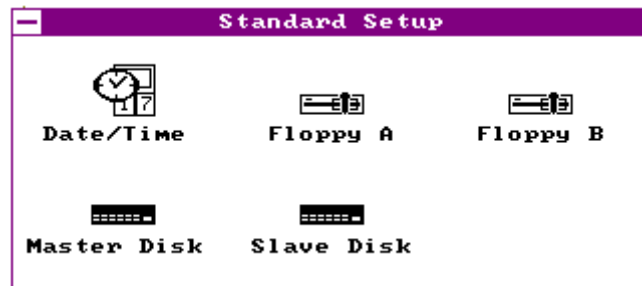 Standard Setup
Date/Time Floppy A Floppy B
Master Disk Slave Disk